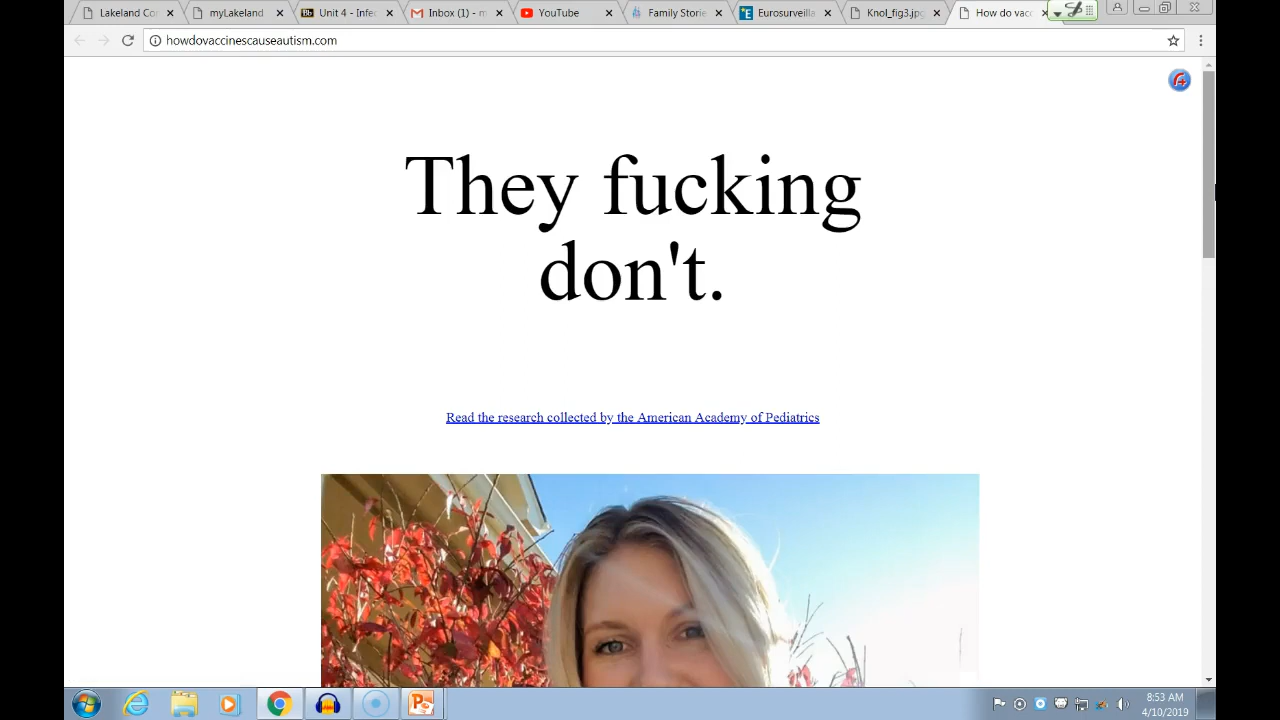 Lakeland Co
myLakeland
Bb
Unit 4 - Infe
Inbox (1) - m
YouTube
Family Storie
E
Eurosurveilla
Knol_fig3.jpg
How do vacc
howdovaccinescauseautism.com
They fucking
don't.
Read the research collected by the American Academy of Pediatrics
8:53 AM
4/10/2019